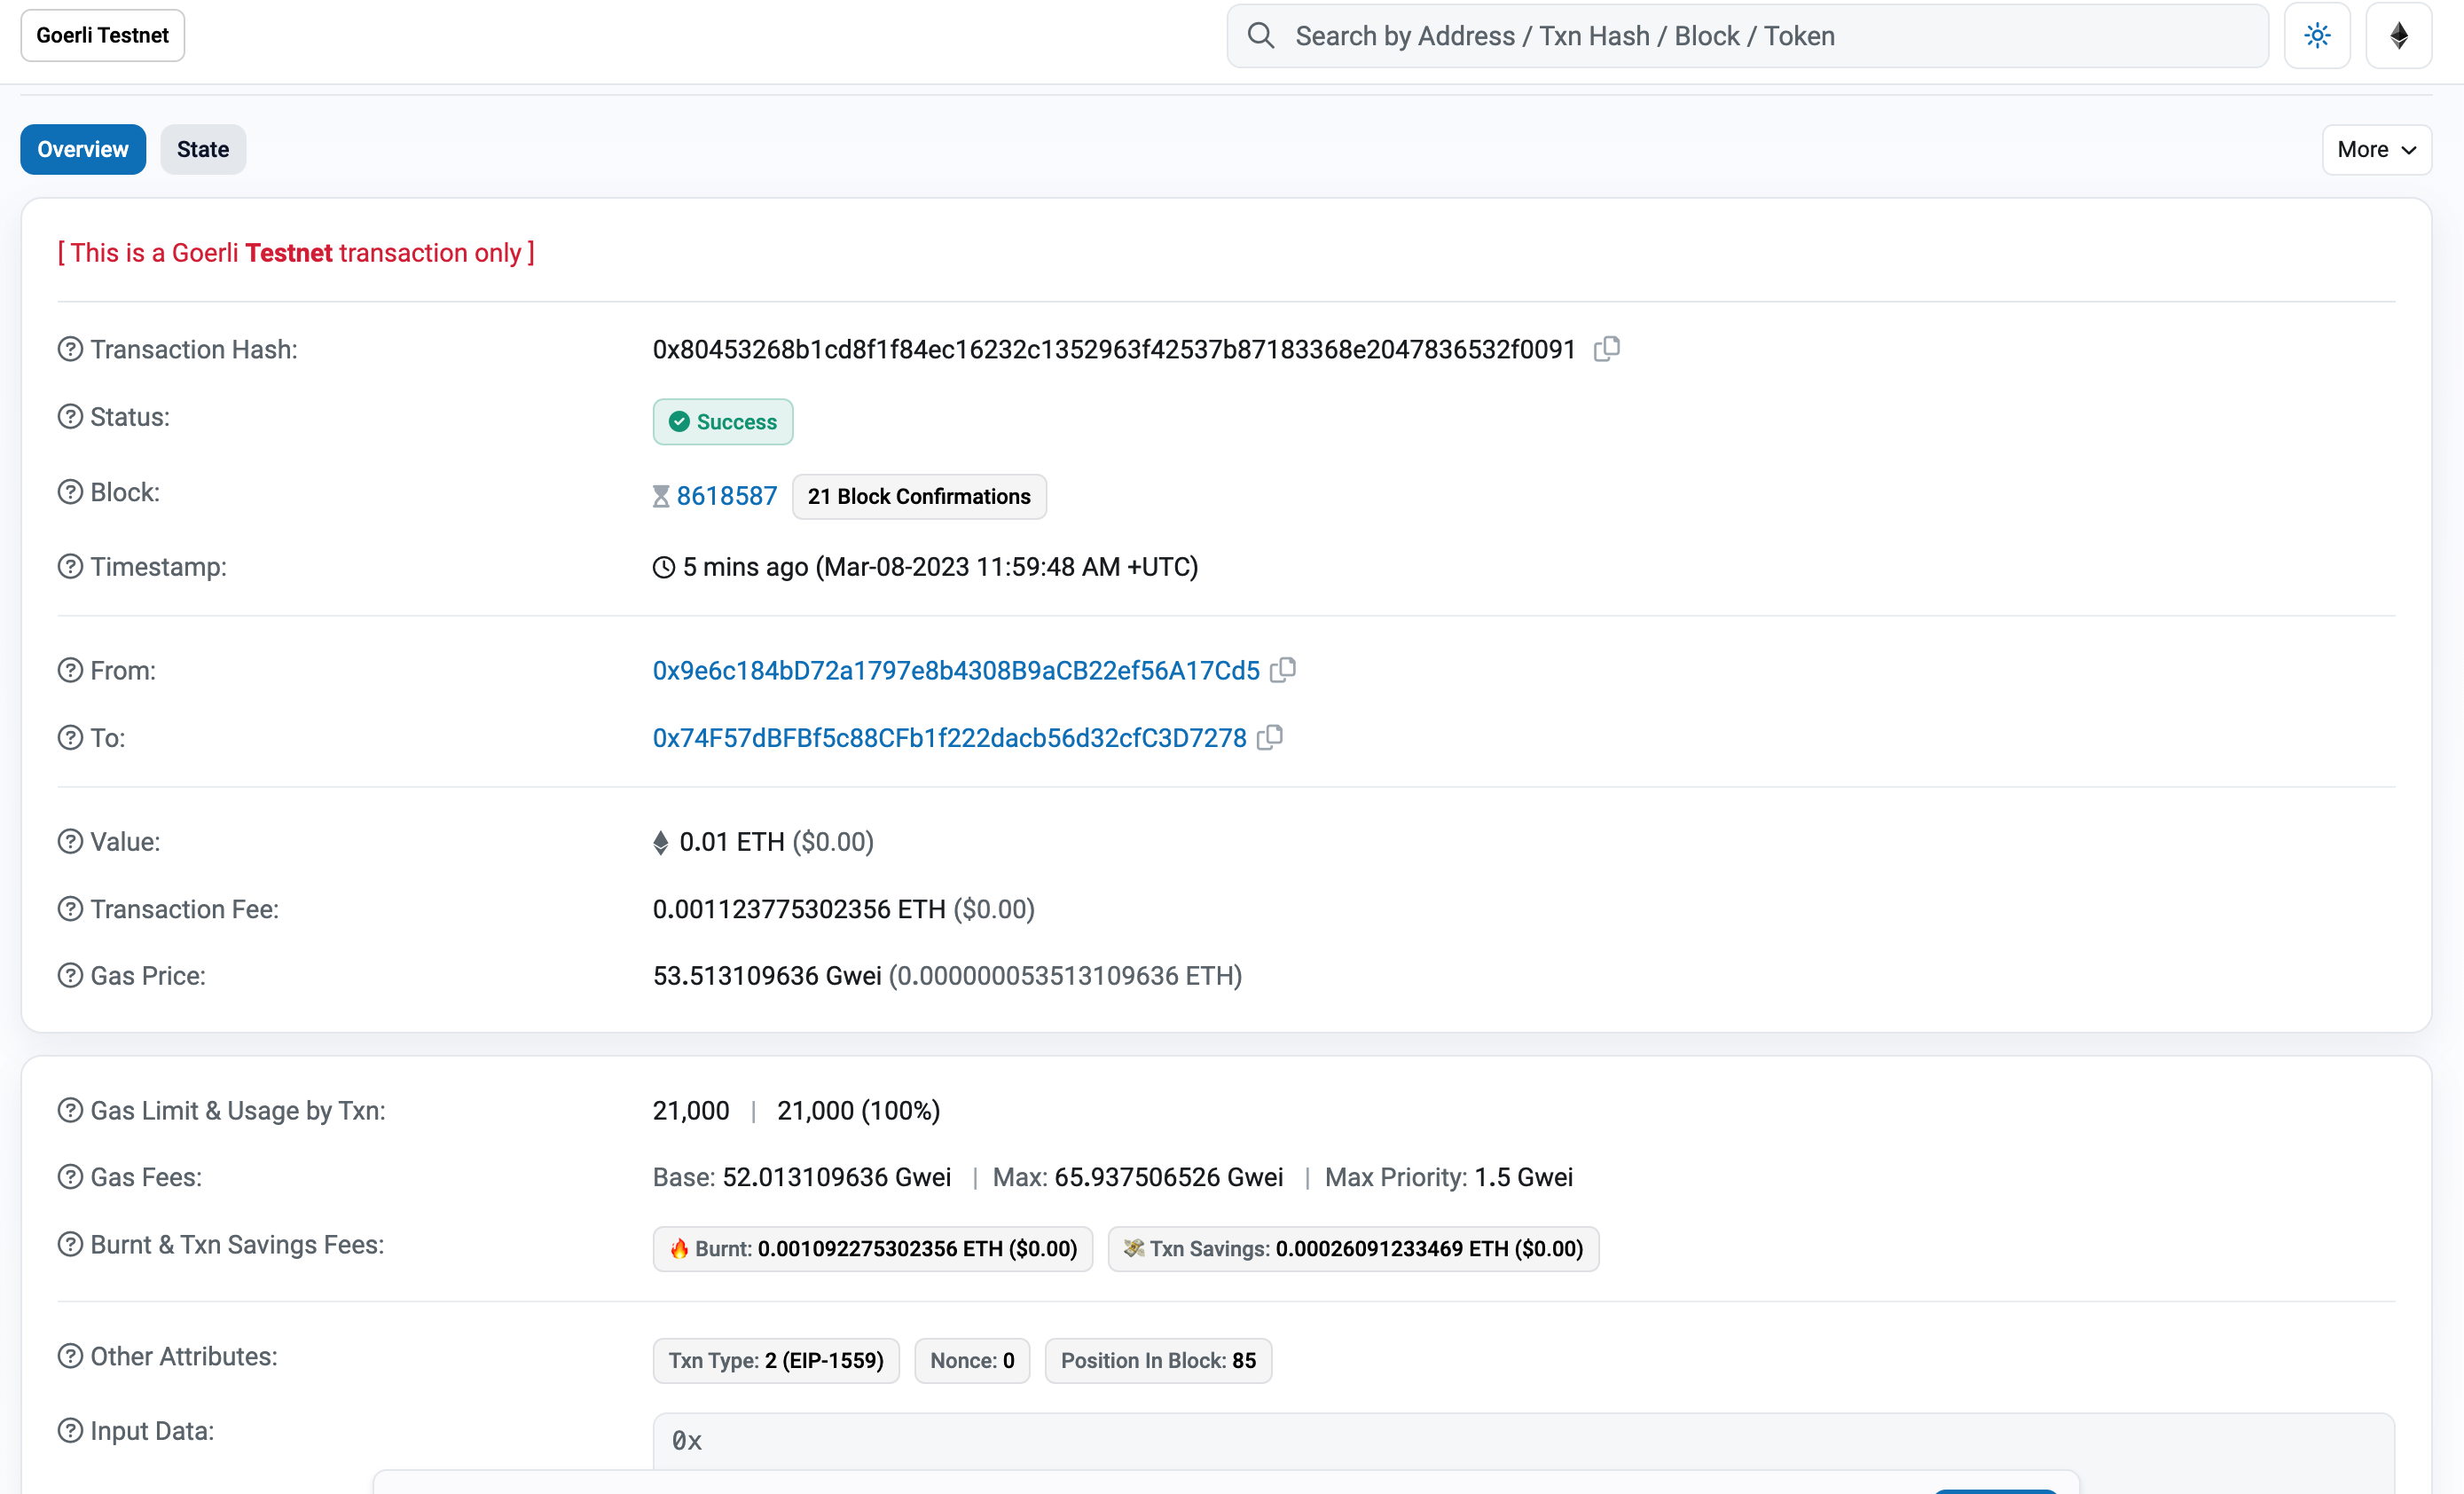 Goerli Testnet
Search by Address / Txn Hash / Block / Token
Overview State More
[ This is a Goerli Testnet transaction only ]
Transaction Hash: 0x80453268b1cd8f1f84ec16232c1352963f42537b87183368e2047836532f0091
Status: Success
Block: 8618587 21 Block Confirmations
Timestamp: 5 mins ago (Mar-08-2023 11:59:48 AM +UTC)
From: 0x9e6c184bD72a1797e8b4308B9aCB22ef56A17Cd5
To: 0x74F57dBFBf5c88CFb1f222dacb56d32cfC3D7278
Value: 0.01 ETH ($0.00)
Transaction Fee: 0.001123775302356 ETH ($0.00)
Gas Price: 53.513109636 Gwei (0.000000053513109636 ETH)
Gas Limit & Usage by Txn: 21,000 | 21,000 (100%)
Gas Fees: Base: 52.013109636 Gwei | Max: 65.937506526 Gwei | Max Priority: 1.5 Gwei
Burnt & Txn Savings Fees: Burnt: 0.001092275302356 ETH ($0.00) Txn Savings: 0.00026091233469 ETH ($0.00)
Other Attributes: Txn Type: 2 (EIP-1559) Nonce: 0 Position In Block: 85
Input Data: 0x